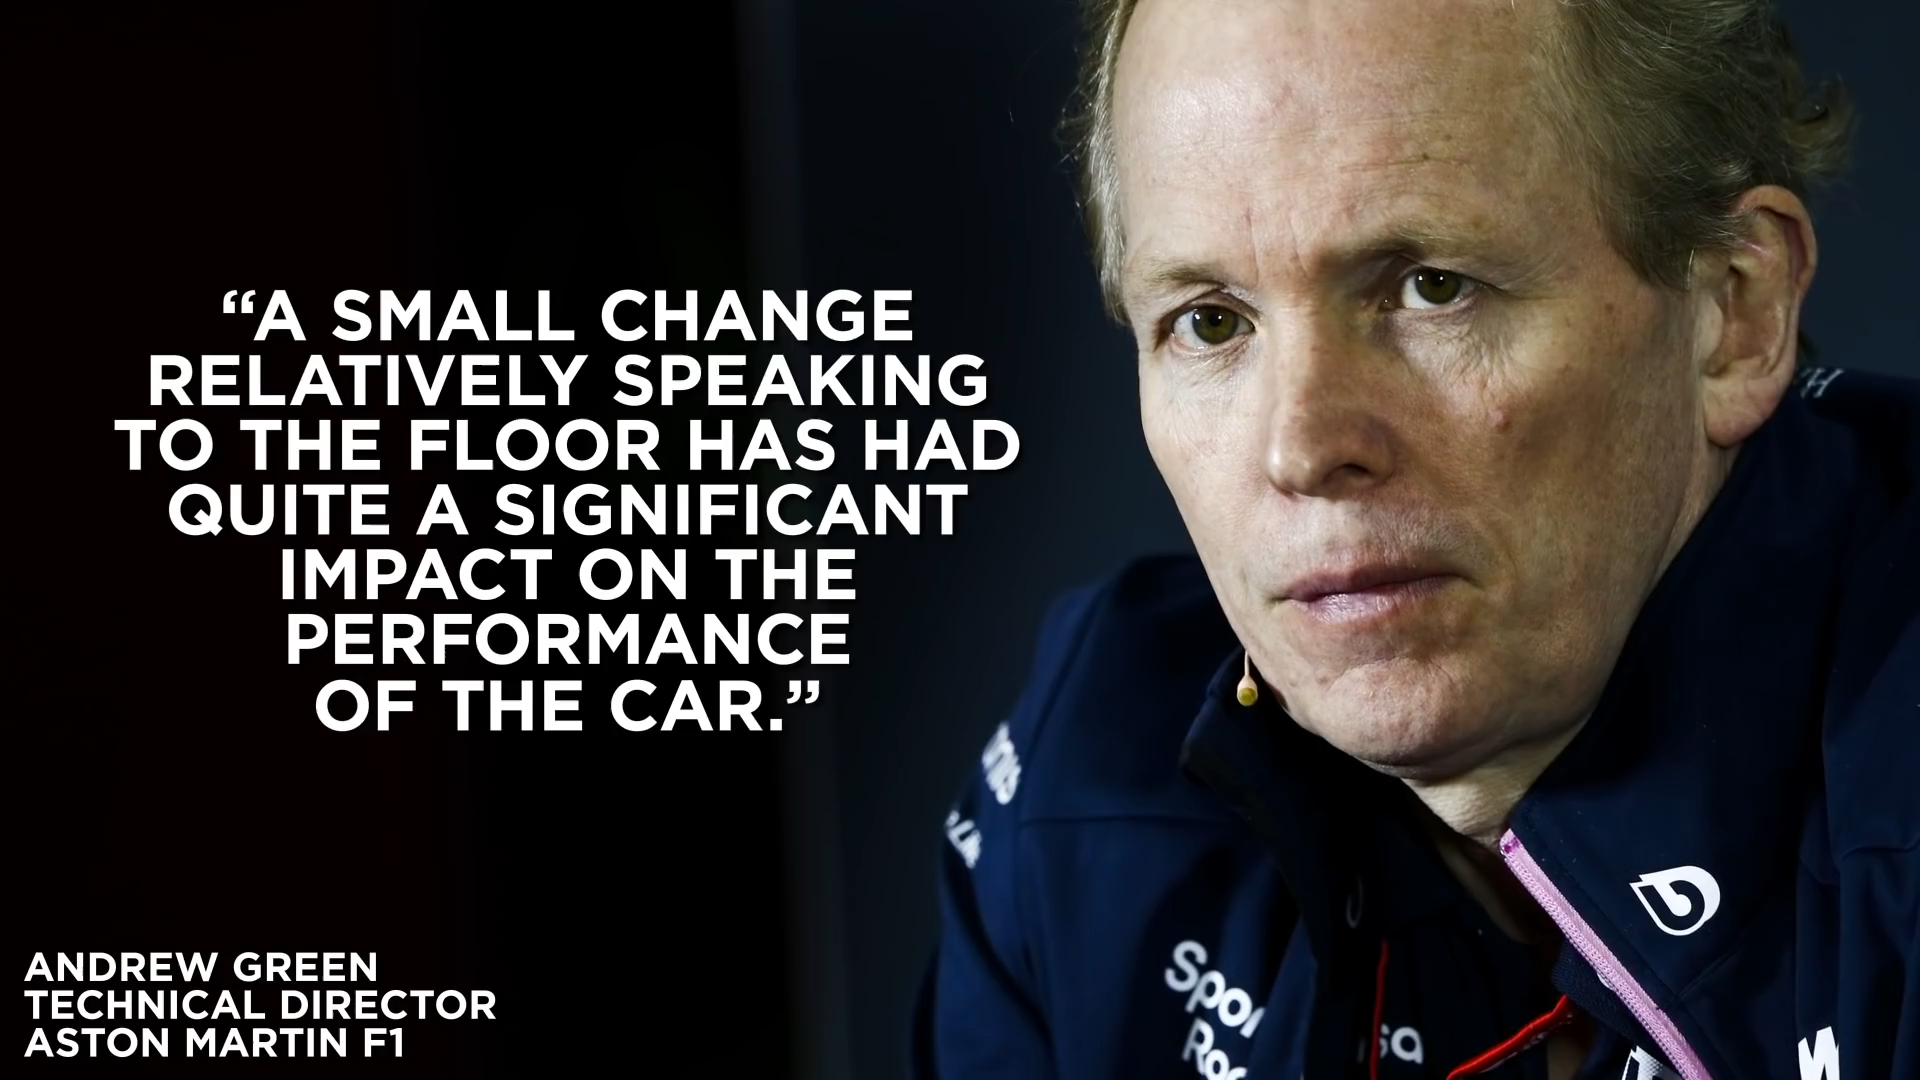 “A SMALL CHANGE
RELATIVELY SPEAKING
TO THE FLOOR HAS HAD
QUITE A SIGNIFICANT
IMPACT ON THE
PERFORMANCE
OF THE CAR.”
ANDREW GREEN
TECHNICAL DIRECTOR
ASTON MARTIN F1